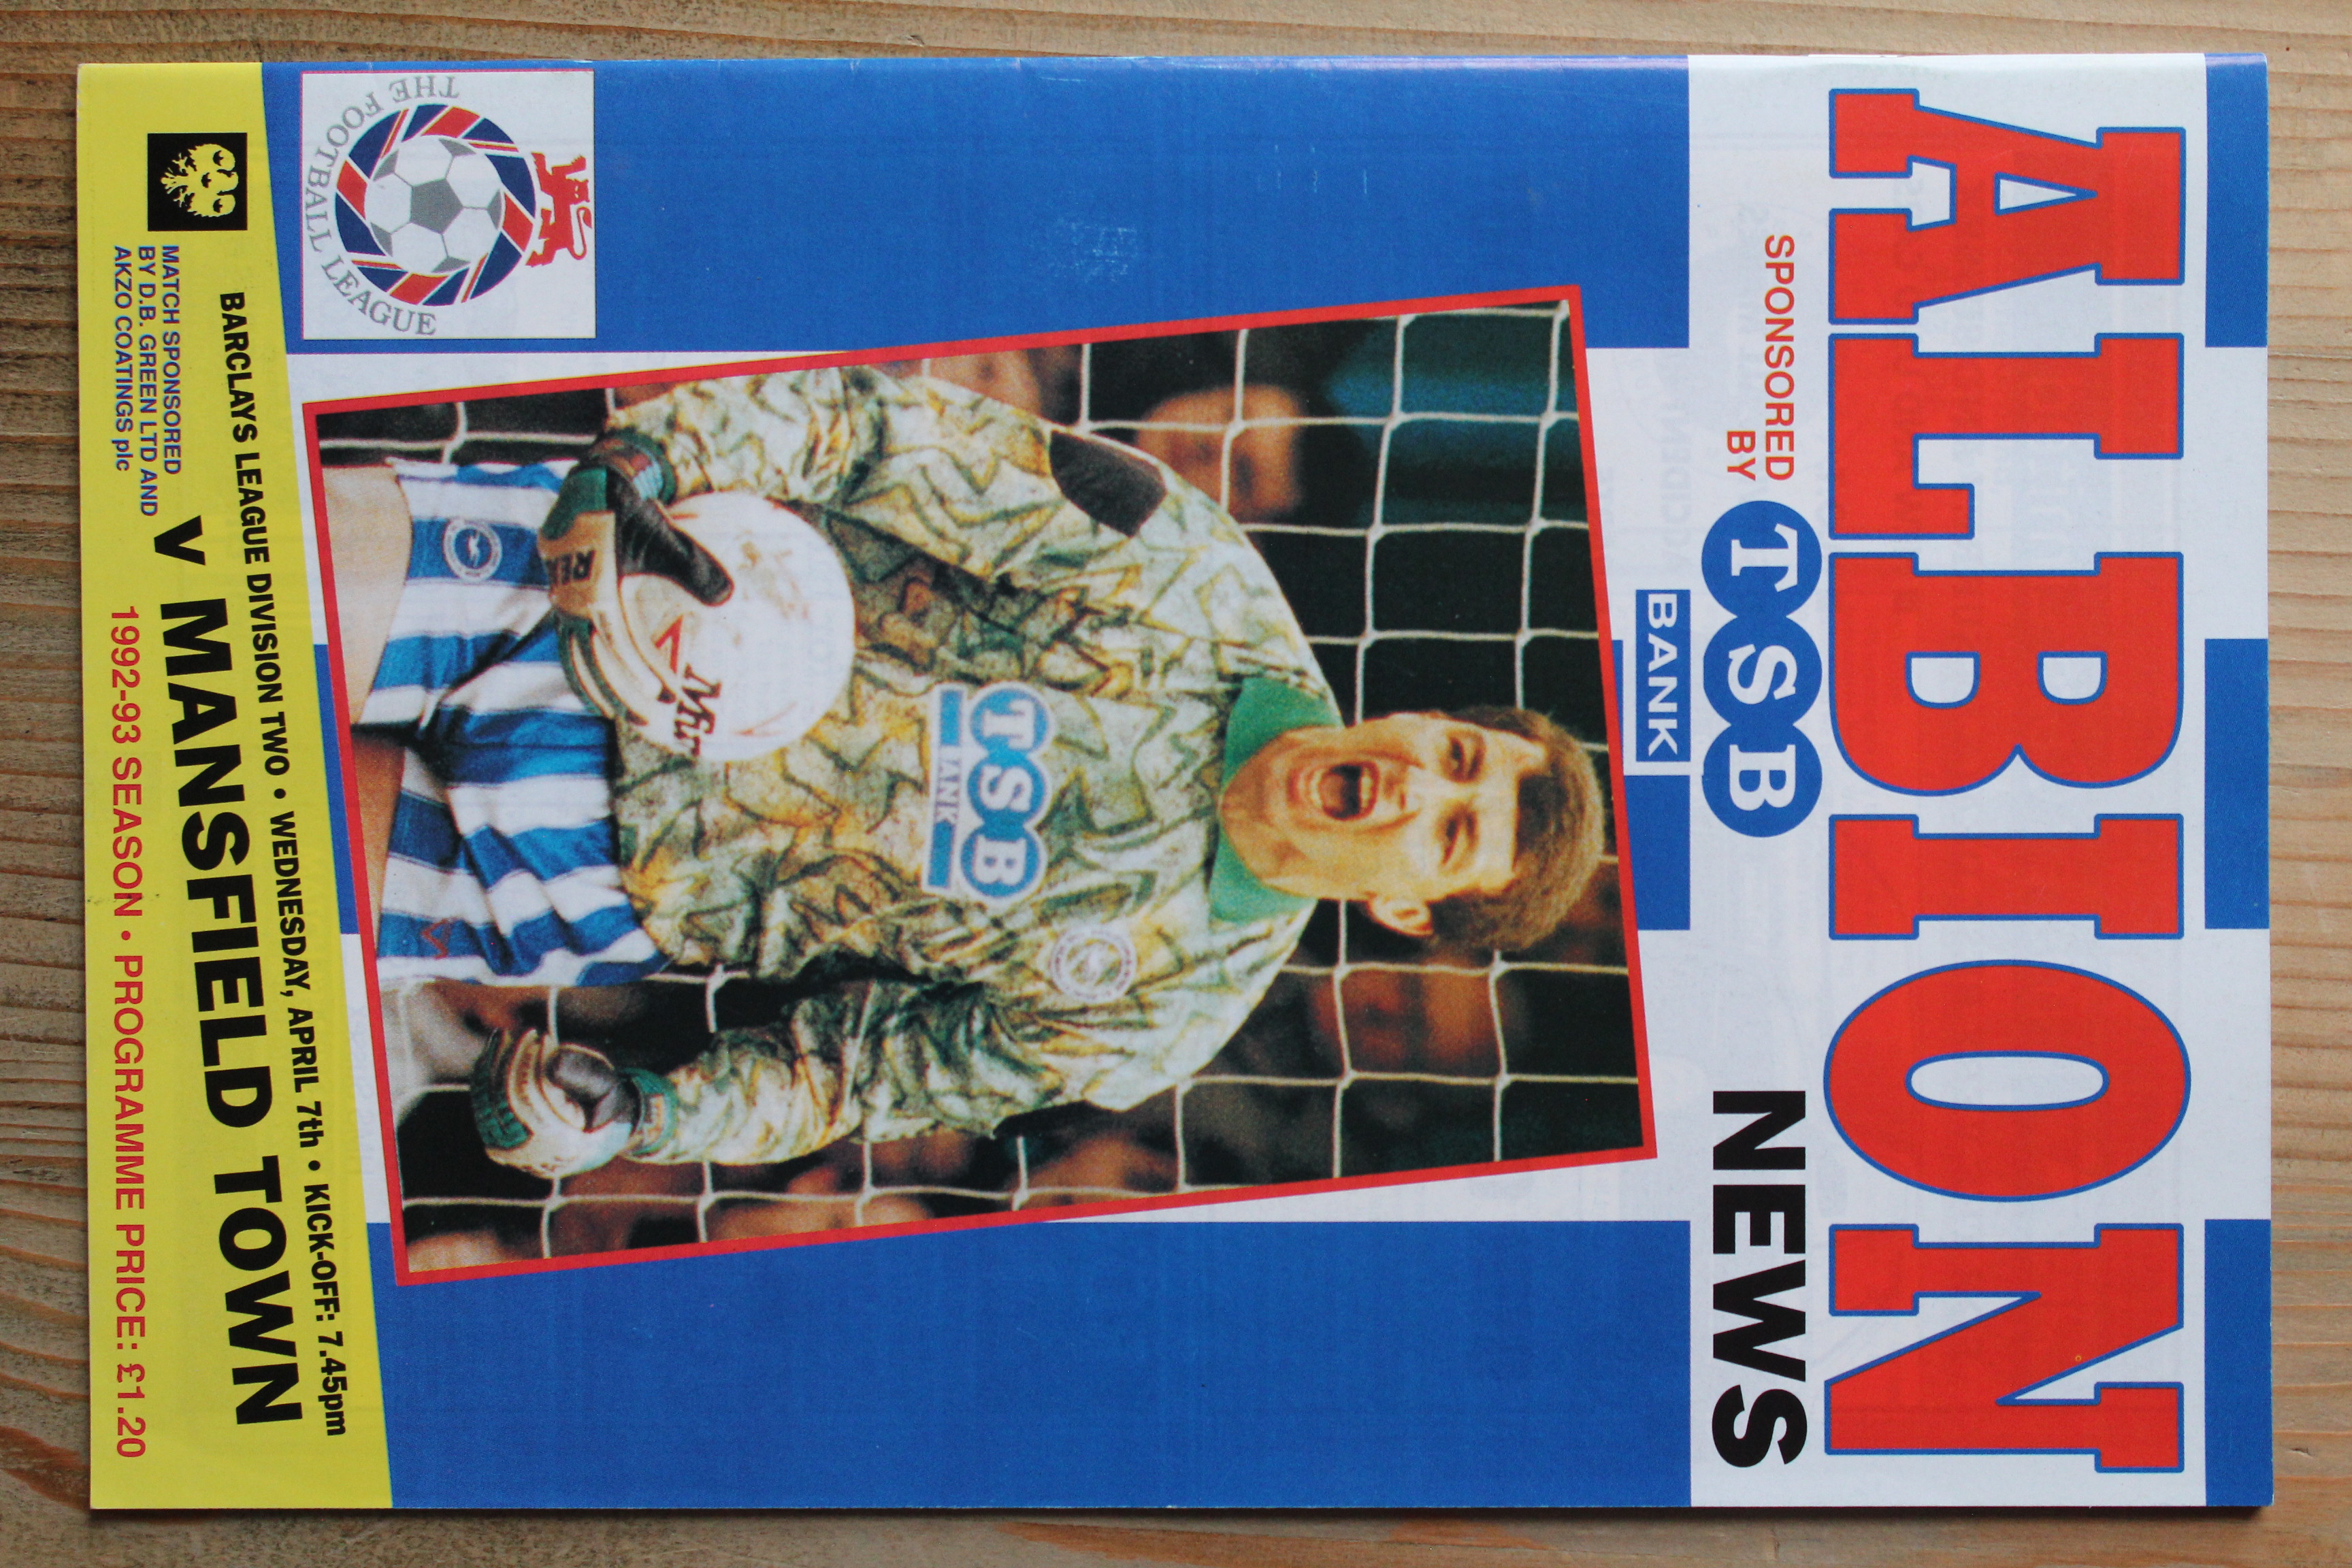 ALBION
SPONSORED
BY
TSB
BANK
NEWS
TSB
BANK
THE FOOTBALL LEAGUE
BARCLAYS LEAGUE DIVISION TWO • WEDNESDAY, APRIL 7th • KICK-OFF: 7.45pm
V MANSFIELD TOWN
MATCH SPONSORED
BY D.B. GREEN LTD AND
AKZO COATINGS plc
1992-93 SEASON • PROGRAMME PRICE: £1.20